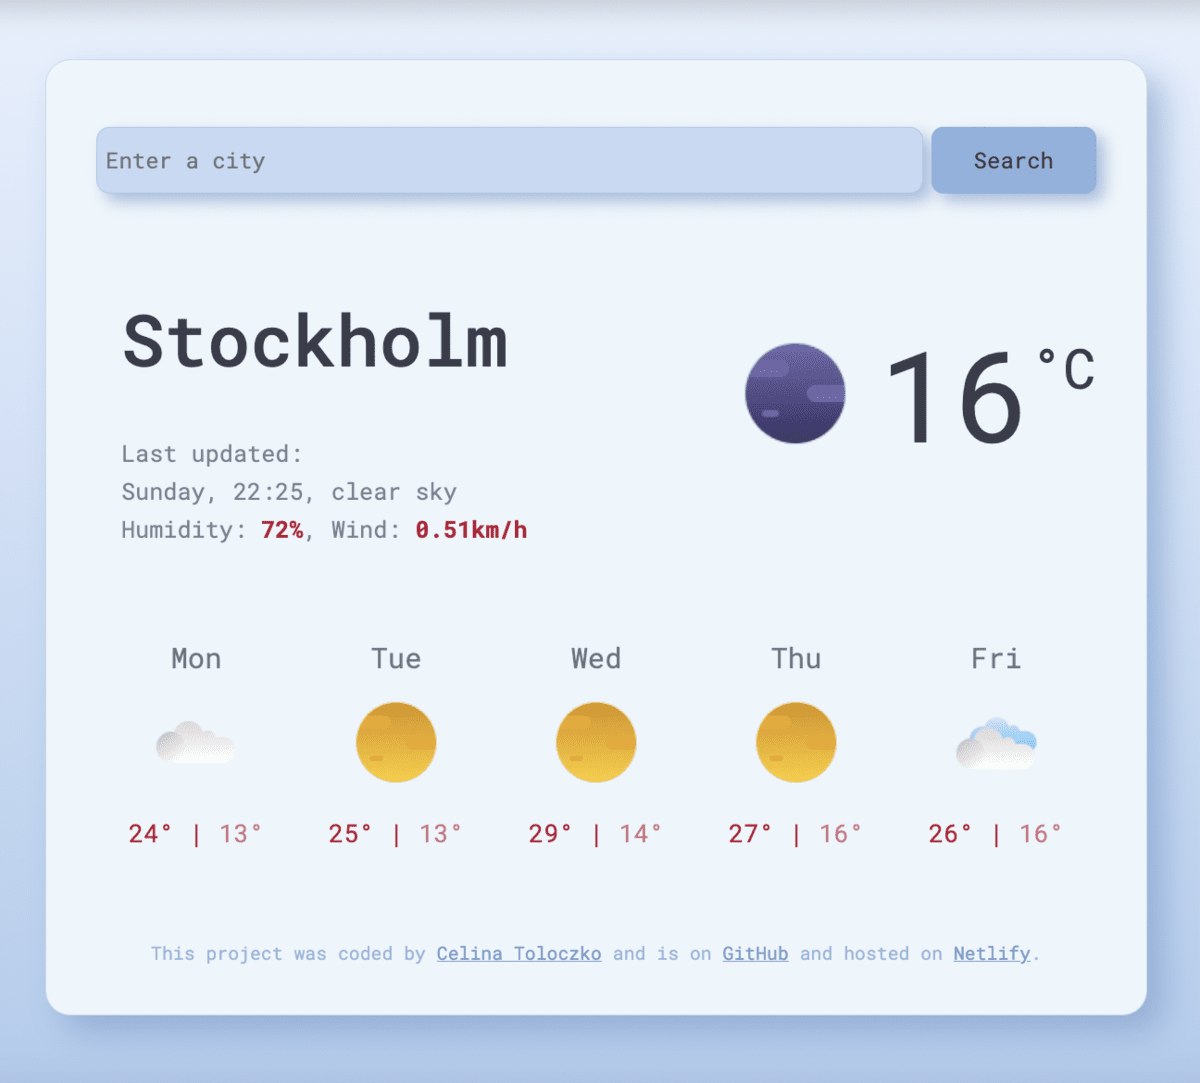 Enter a city
Search
Stockholm
16 °C
Last updated:
Sunday, 22:25, clear sky
Humidity: 72%, Wind: 0.51km/h
Mon Tue Wed Thu Fri
24° | 13° 25° | 13° 29° | 14° 27° | 16° 26° | 16°
This project was coded by Celina Toloczko and is on GitHub and hosted on Netlify.